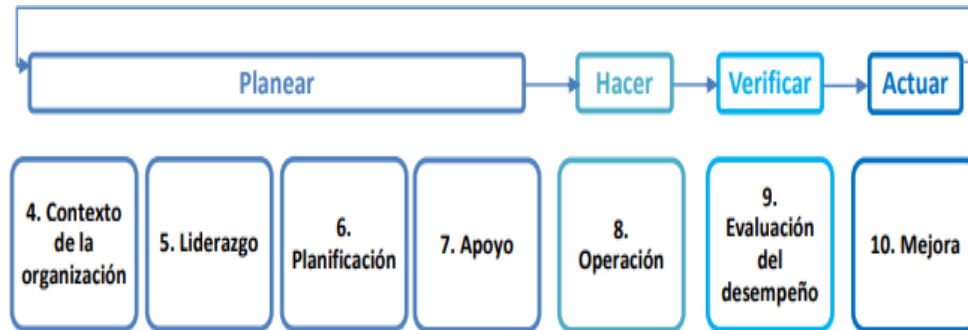 Planear
Hacer
Verificar
Actuar
4. Contexto
de la
organización
5. Liderazgo
6.
Planificación
7. Apoyo
8.
Operación
9.
Evaluación
del
desempeño
10. Mejora